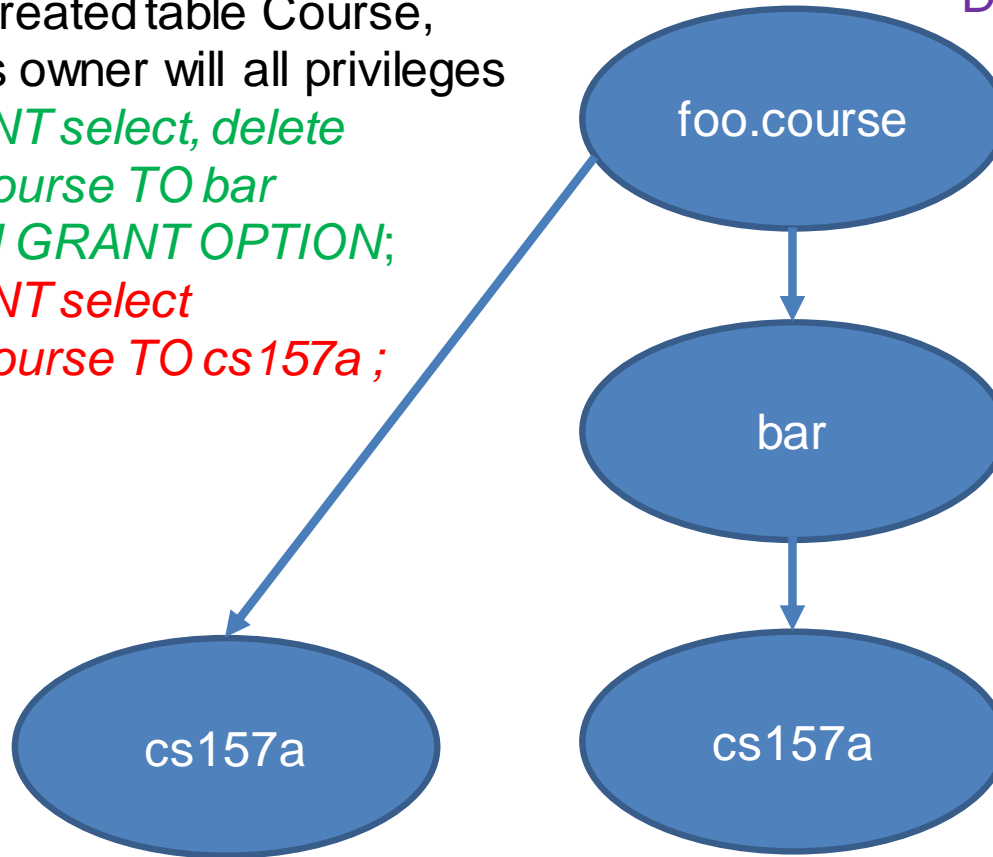 reated table Course,
s owner will all privileges
NT select, delete
ourse TO bar
GRANT OPTION;
NT select
ourse TO cs157a ;
foo.course
bar
cs157a
cs157a